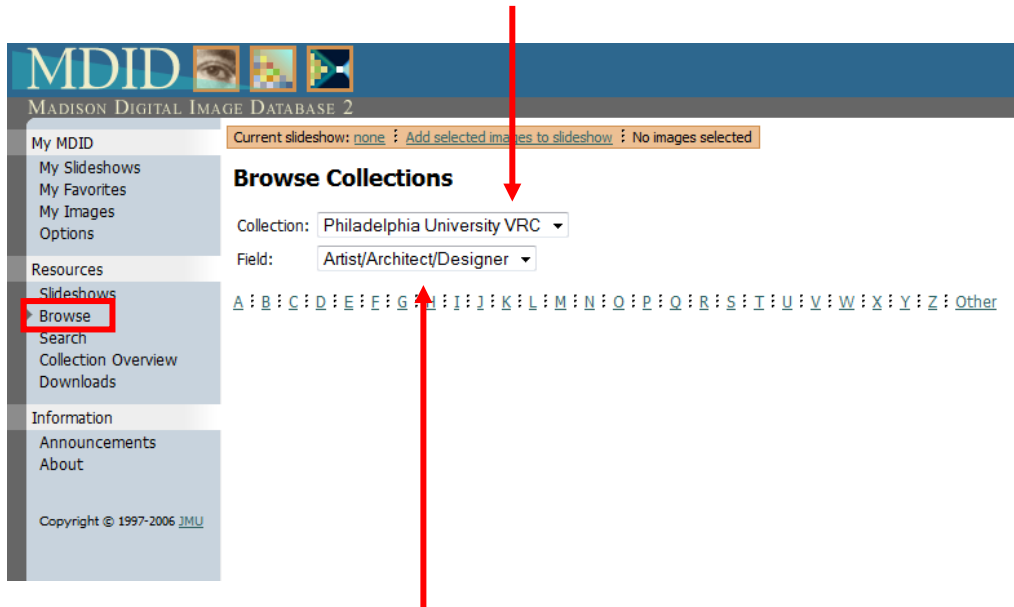 MDID
MADISON DIGITAL IMAGE DATABASE 2
My MDID
My Slideshows
My Favorites
My Images
Options
Resources
Slideshows
Browse
Search
Collection Overview
Downloads
Information
Announcements
About
Copyright © 1997-2006 JMU
Current slideshow: none ⋮ Add selected images to slideshow ⋮ No images selected
Browse Collections
Collection: Philadelphia University VRC
Field: Artist/Architect/Designer
A ⋮ B ⋮ C ⋮ D ⋮ E ⋮ F ⋮ G ⋮ H ⋮ I ⋮ J ⋮ K ⋮ L ⋮ M ⋮ N ⋮ O ⋮ P ⋮ Q ⋮ R ⋮ S ⋮ T ⋮ U ⋮ V ⋮ W ⋮ X ⋮ Y ⋮ Z ⋮ Other